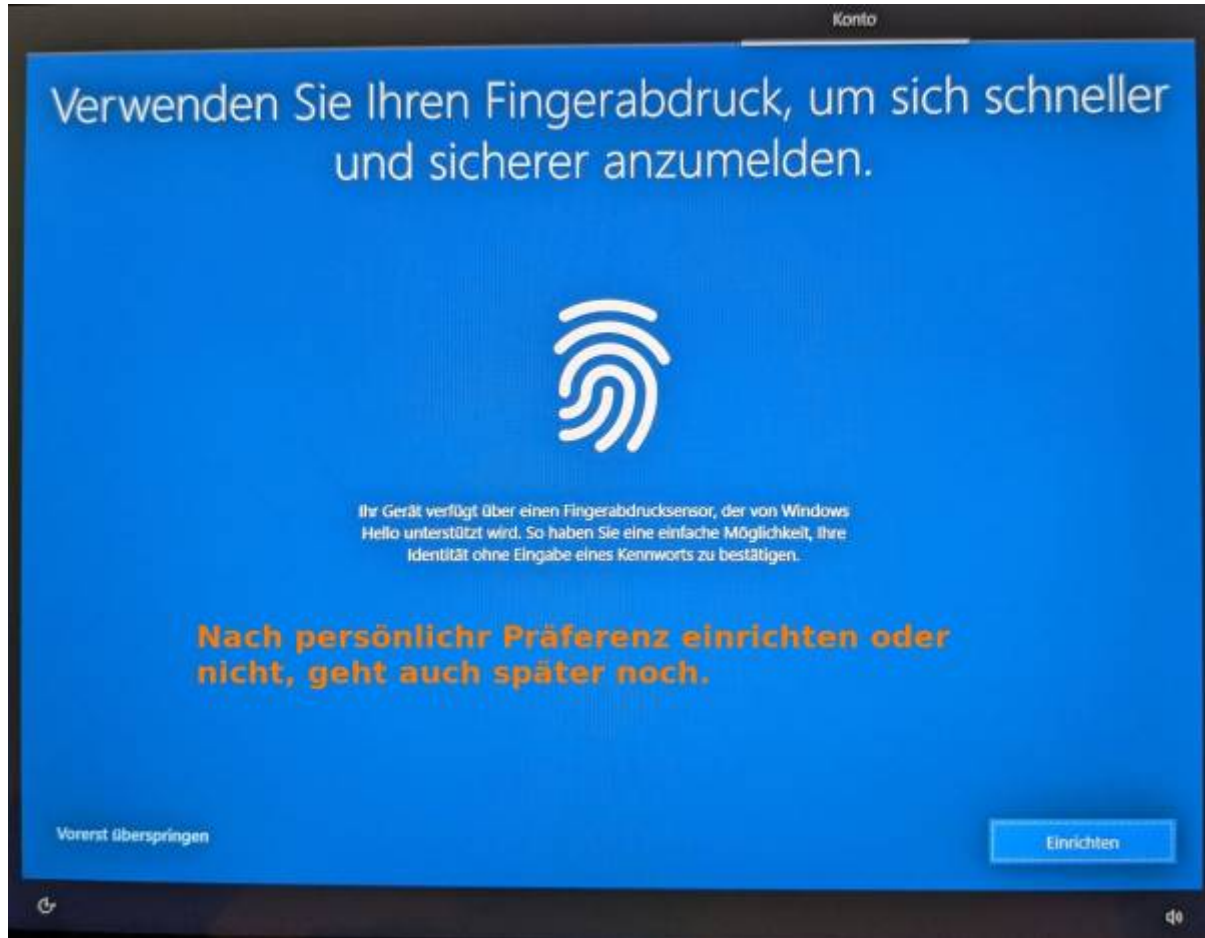 Konto
Verwenden Sie Ihren Fingerabdruck, um sich schneller
und sicherer anzumelden.
Ihr Gerät verfügt über einen Fingerabdrucksensor, der von Windows
Hello unterstützt wird. So haben Sie eine einfache Möglichkeit, Ihre
Identität ohne Eingabe eines Kennworts zu bestätigen.
Nach persönlichr Präferenz einrichten oder
nicht, geht auch später noch.
Vorerst überspringen
Einrichten